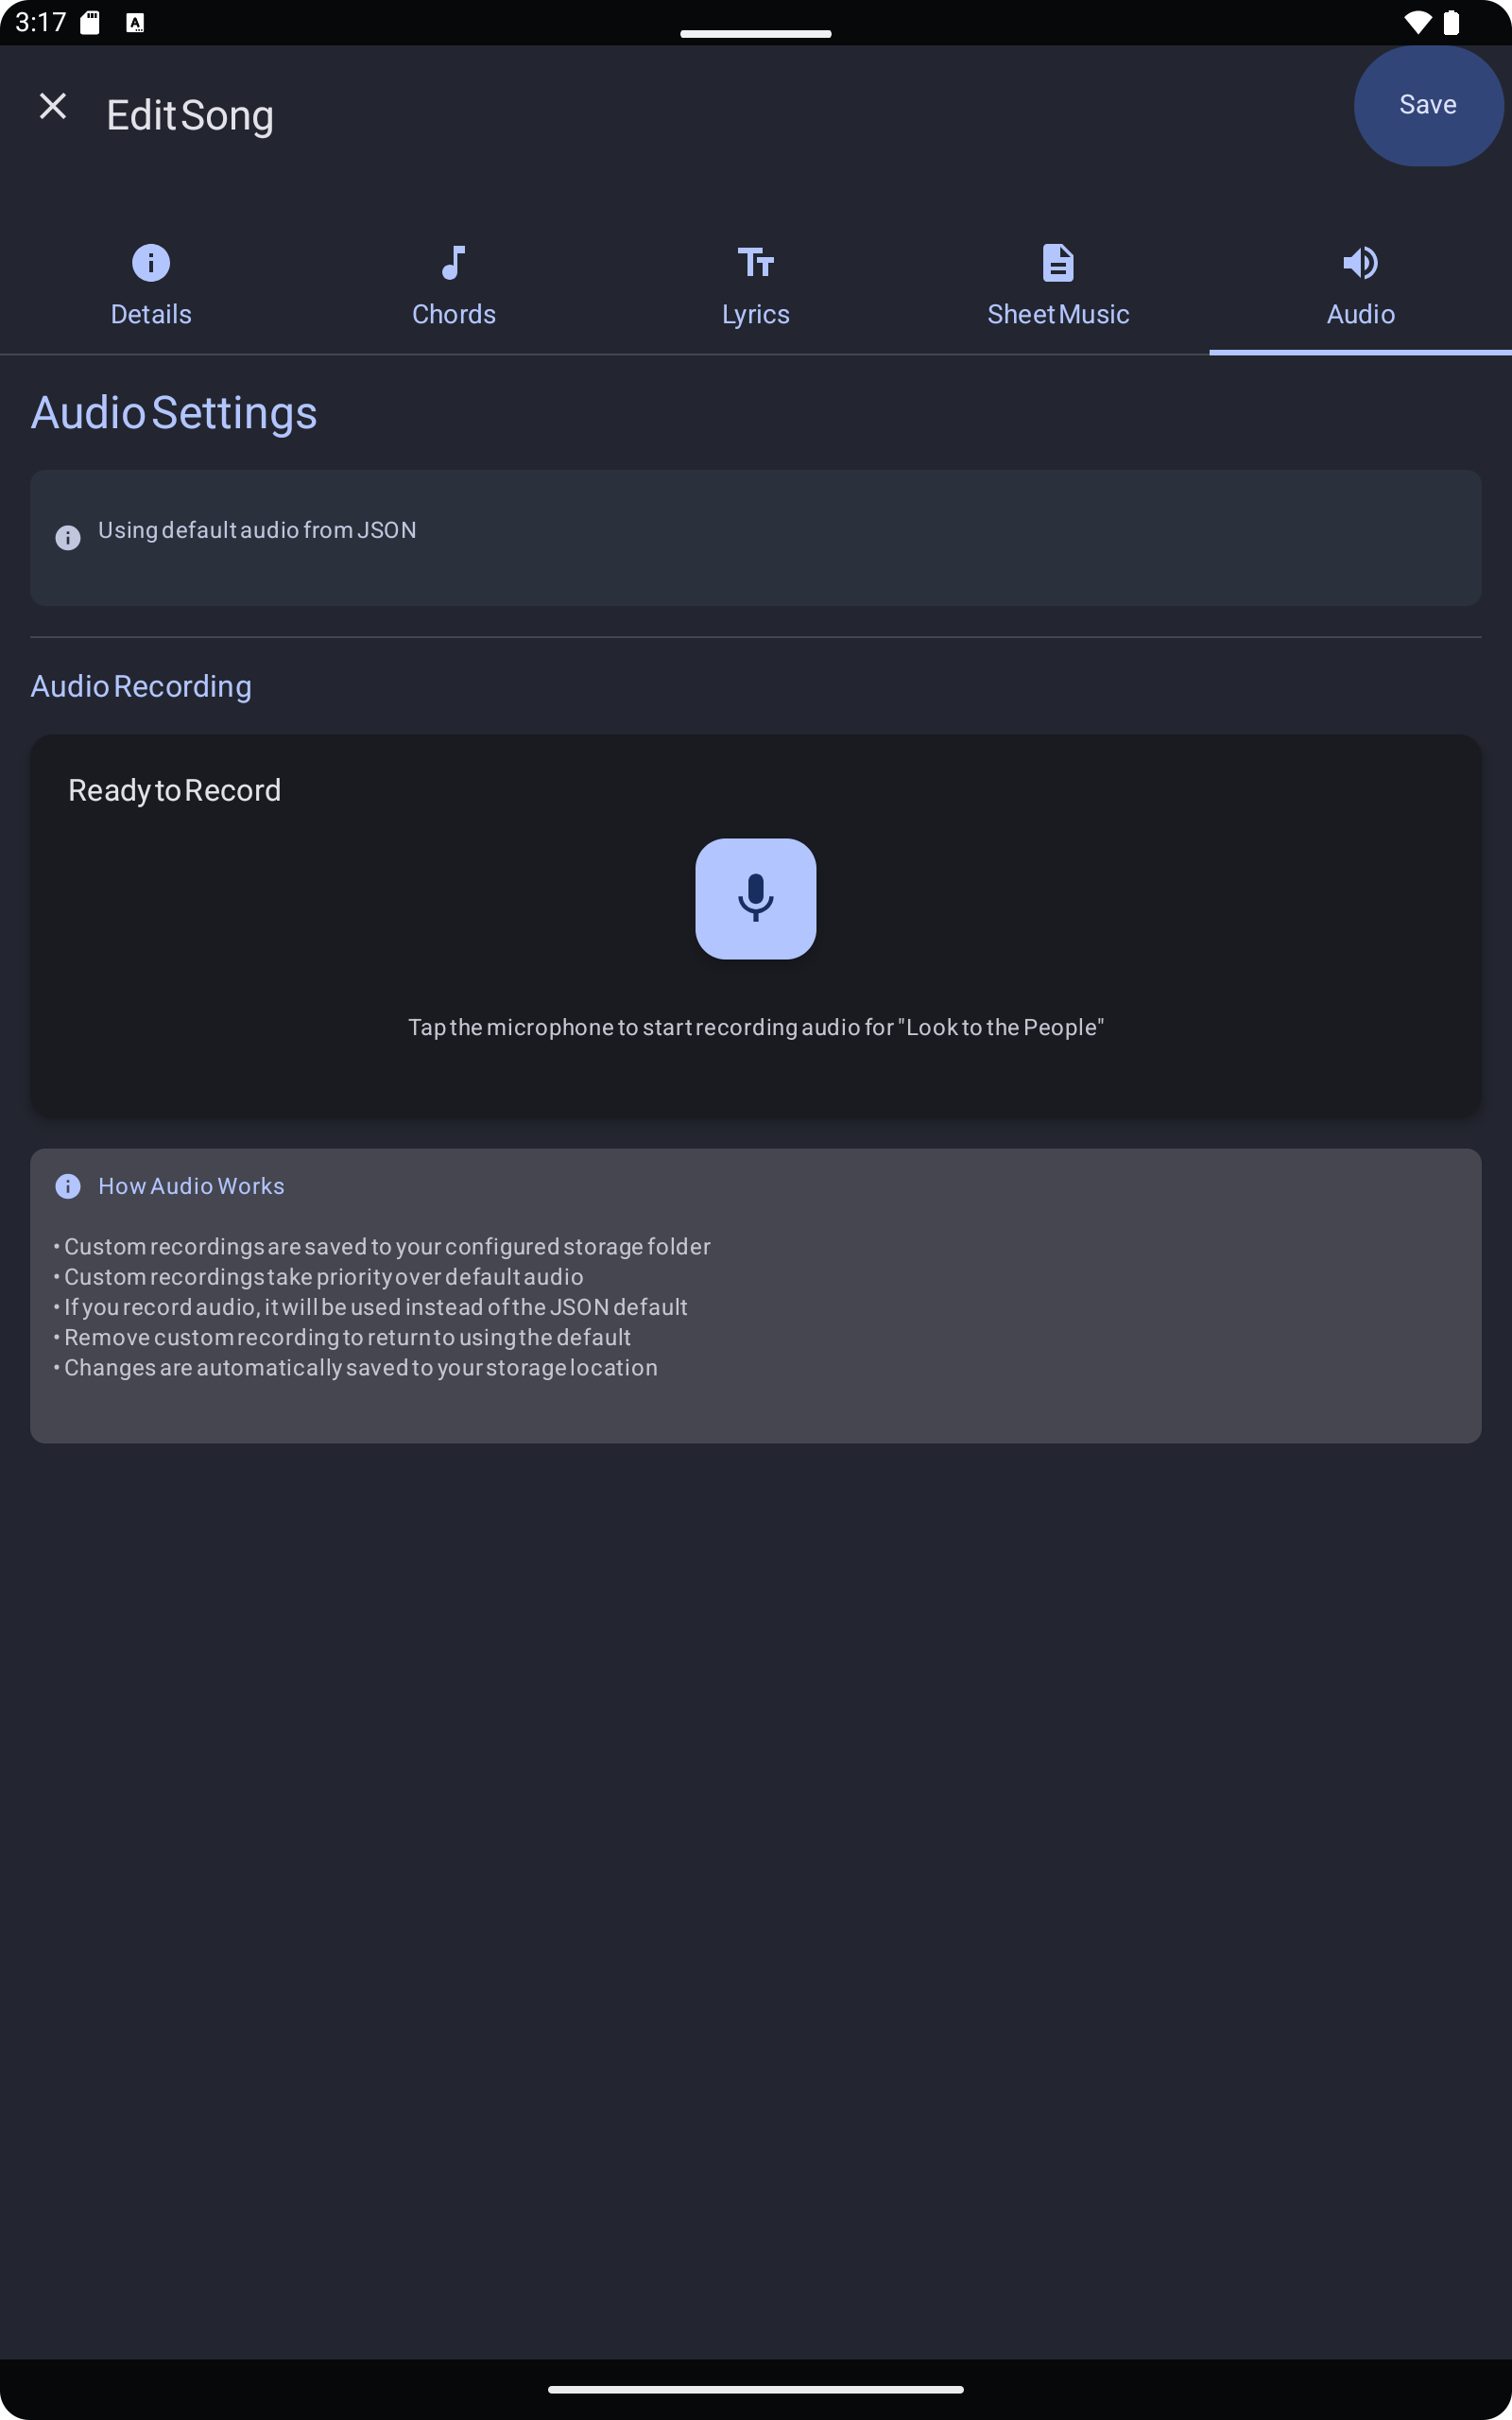 3:17
Edit Song
Save
Details
Chords
Lyrics
Sheet Music
Audio
Audio Settings
Using default audio from JSON
Audio Recording
Ready to Record
Tap the microphone to start recording audio for "Look to the People"
How Audio Works
• Custom recordings are saved to your configured storage folder
• Custom recordings take priority over default audio
• If you record audio, it will be used instead of the JSON default
• Remove custom recording to return to using the default
• Changes are automatically saved to your storage location